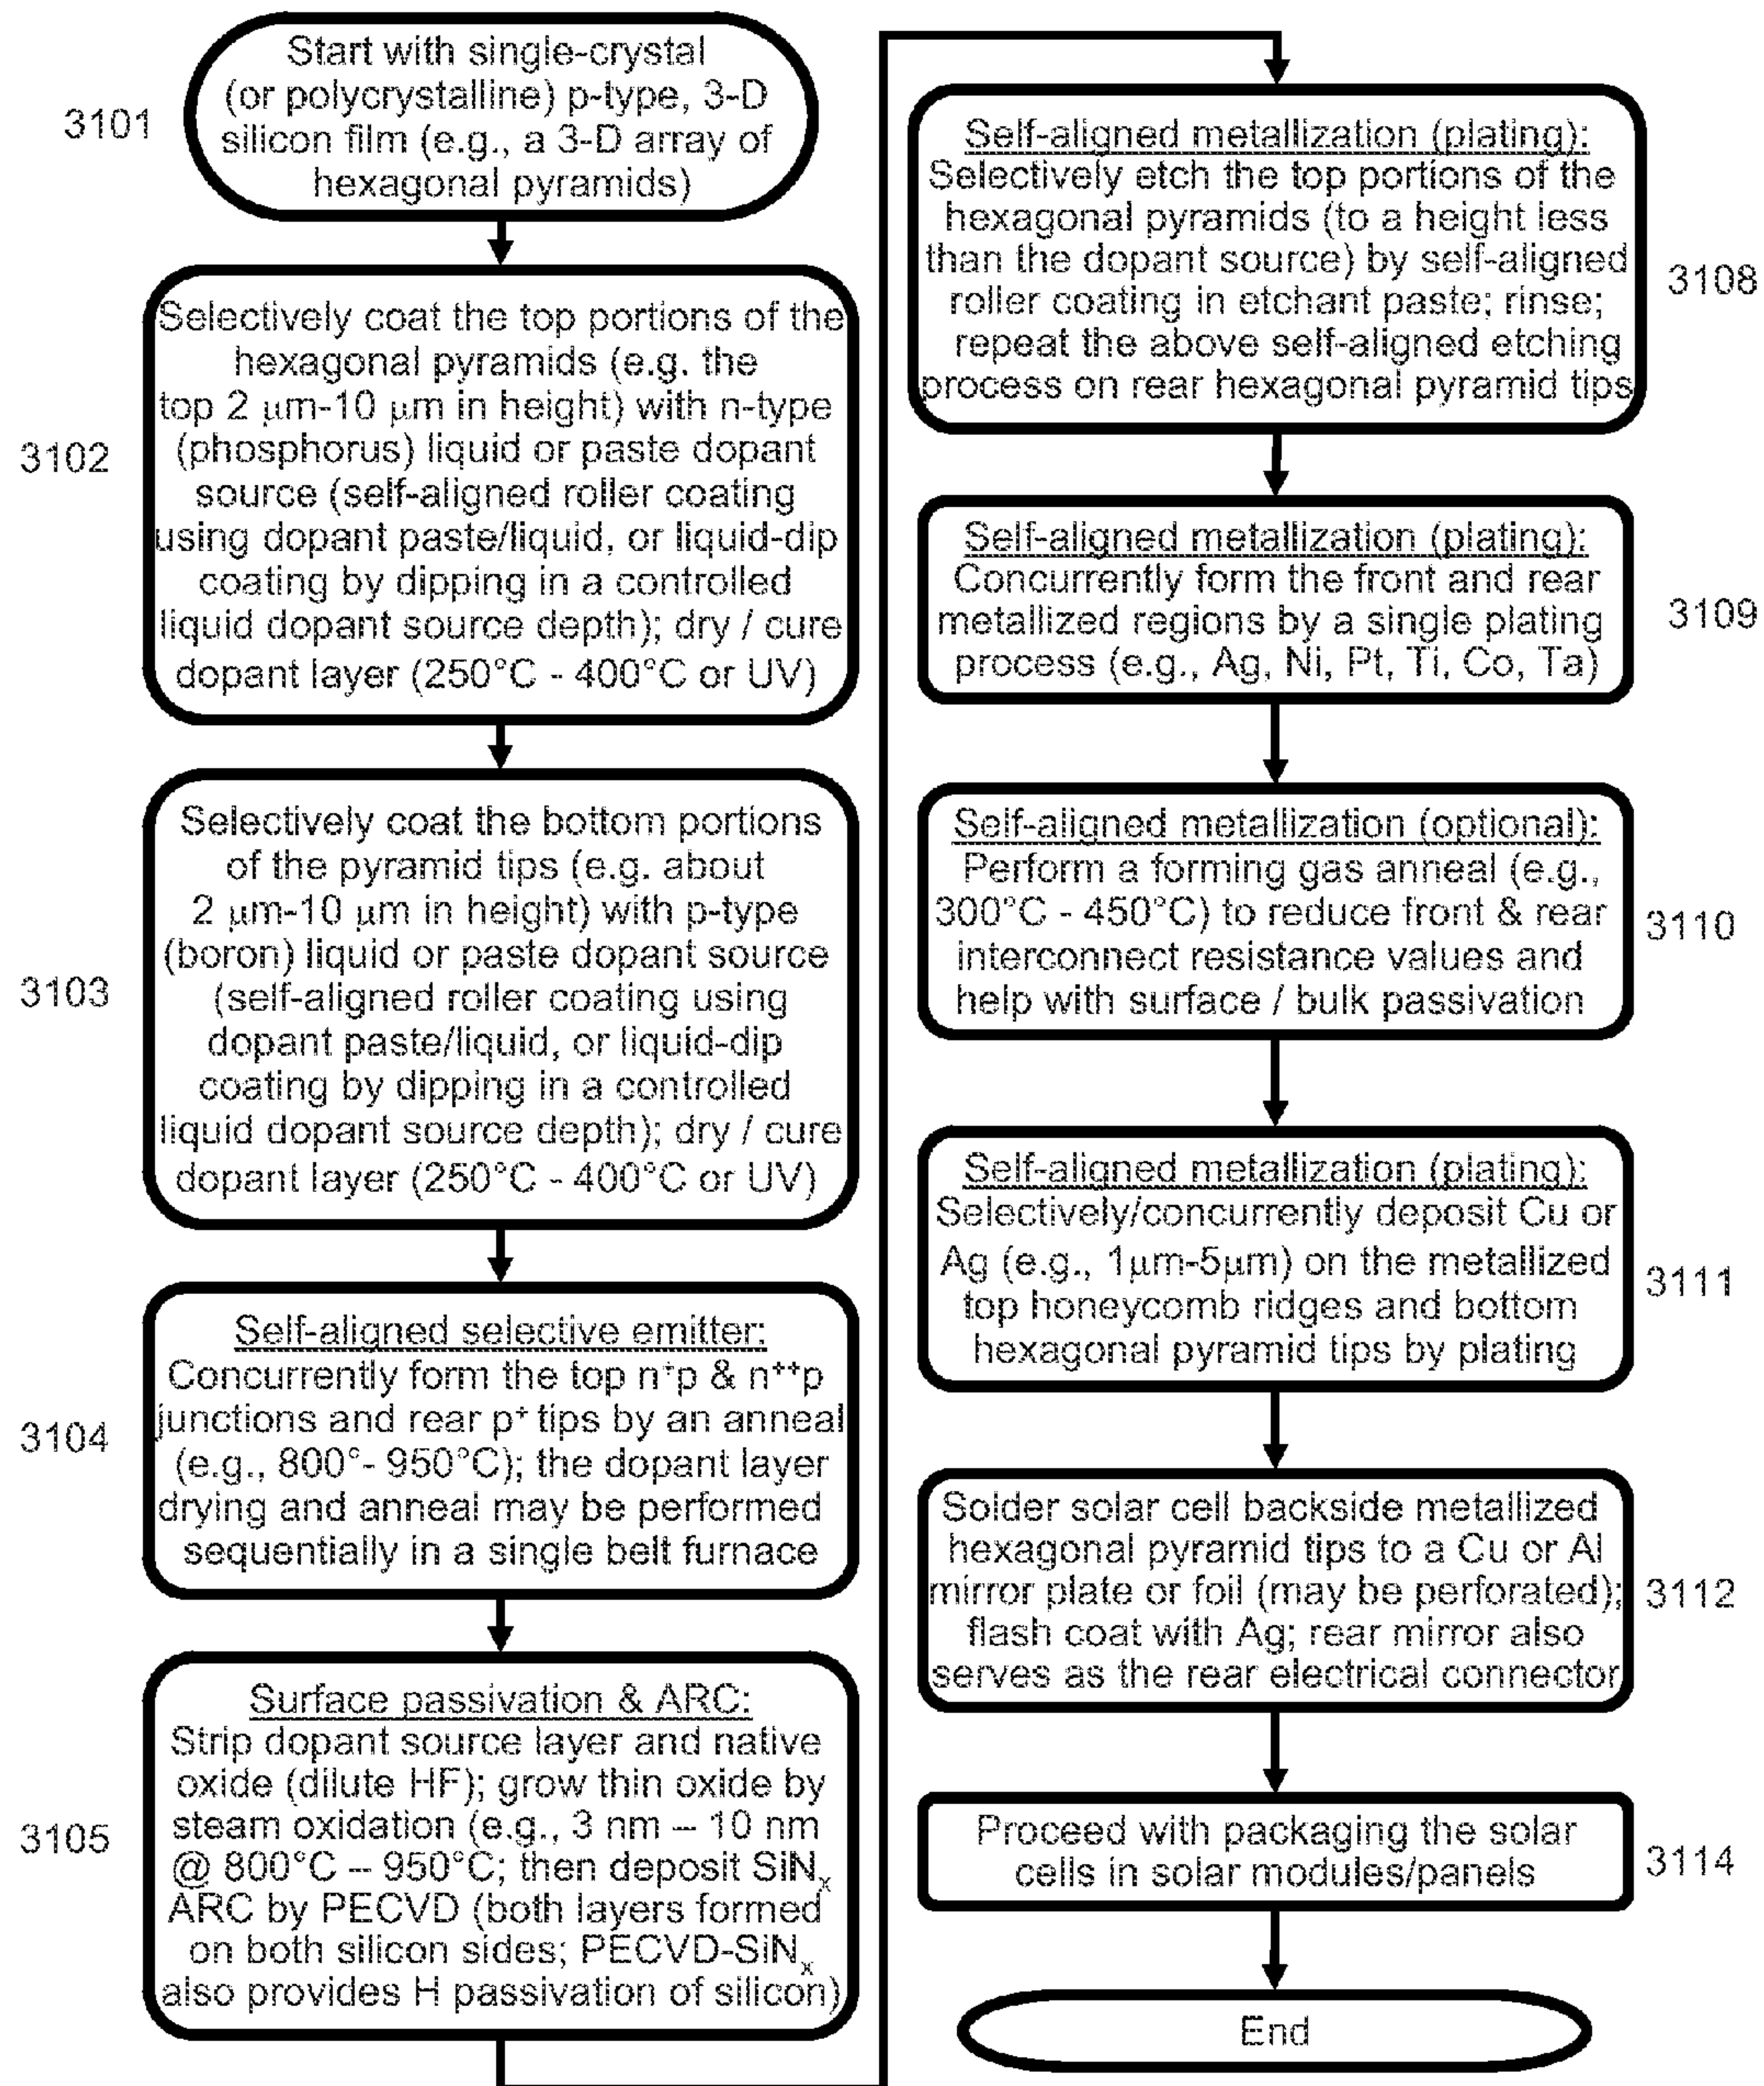 3101
Start with single-crystal
(or polycrystalline) p-type, 3-D
silicon film (e.g., a 3-D array of
hexagonal pyramids)
3102
Selectively coat the top portions of the
hexagonal pyramids (e.g. the
top 2 μm-10 μm in height) with n-type
(phosphorus) liquid or paste dopant
source (self-aligned roller coating
using dopant paste/liquid, or liquid-dip
coating by dipping in a controlled
liquid dopant source depth); dry / cure
dopant layer (250°C - 400°C or UV)
3103
Selectively coat the bottom portions
of the pyramid tips (e.g. about
2 μm-10 μm in height) with p-type
(boron) liquid or paste dopant source
(self-aligned roller coating using
dopant paste/liquid, or liquid-dip
coating by dipping in a controlled
liquid dopant source depth); dry / cure
dopant layer (250°C - 400°C or UV)
3104
Self-aligned selective emitter:
Concurrently form the top n⁺p & n⁺⁺p
junctions and rear p⁺ tips by an anneal
(e.g., 800°- 950°C); the dopant layer
drying and anneal may be performed
sequentially in a single belt furnace
3105
Surface passivation & ARC:
Strip dopant source layer and native
oxide (dilute HF); grow thin oxide by
steam oxidation (e.g., 3 nm – 10 nm
@ 800°C – 950°C; then deposit SiNₓ
ARC by PECVD (both layers formed
on both silicon sides; PECVD-SiNₓ
also provides H passivation of silicon)
Self-aligned metallization (plating):
Selectively etch the top portions of the
hexagonal pyramids (to a height less
than the dopant source) by self-aligned
roller coating in etchant paste; rinse;
repeat the above self-aligned etching
process on rear hexagonal pyramid tips
3108
Self-aligned metallization (plating):
Concurrently form the front and rear
metallized regions by a single plating
process (e.g., Ag, Ni, Pt, Ti, Co, Ta)
3109
Self-aligned metallization (optional):
Perform a forming gas anneal (e.g.,
300°C - 450°C) to reduce front & rear
interconnect resistance values and
help with surface / bulk passivation
3110
Self-aligned metallization (plating):
Selectively/concurrently deposit Cu or
Ag (e.g., 1μm-5μm) on the metallized
top honeycomb ridges and bottom
hexagonal pyramid tips by plating
3111
Solder solar cell backside metallized
hexagonal pyramid tips to a Cu or Al
mirror plate or foil (may be perforated);
flash coat with Ag; rear mirror also
serves as the rear electrical connector
3112
Proceed with packaging the solar
cells in solar modules/panels
3114
End